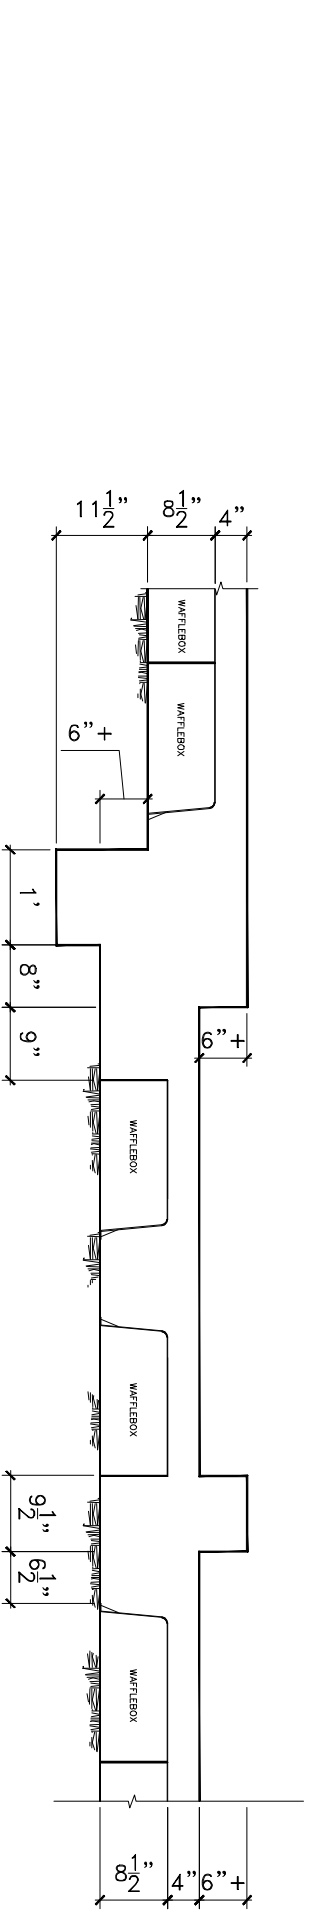 11 1/2" 8 1/2" 4"
WAFFLEBOX
WAFFLEBOX
6"+
1'
8"
6"+
9"
WAFFLEBOX
WAFFLEBOX
9 1/2"
6 1/2"
WAFFLEBOX
8 1/2" 4" 6"+